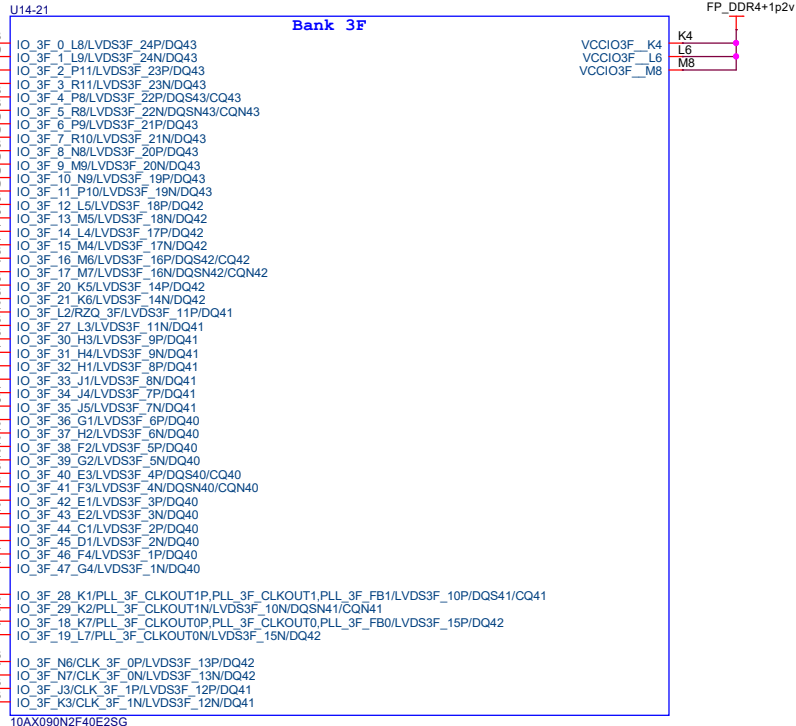 U14-21
FP_DDR4+1p2v
Bank 3F
IO_3F_0_L8/LVDS3F_24P/DQ43
IO_3F_1_L9/LVDS3F_24N/DQ43
IO_3F_2_P11/LVDS3F_23P/DQ43
IO_3F_3_R11/LVDS3F_23N/DQ43
IO_3F_4_P8/LVDS3F_22P/DQS43/CQ43
IO_3F_5_R8/LVDS3F_22N/DQSN43/CQN43
IO_3F_6_P9/LVDS3F_21P/DQ43
IO_3F_7_R10/LVDS3F_21N/DQ43
IO_3F_8_N8/LVDS3F_20P/DQ43
IO_3F_9_M9/LVDS3F_20N/DQ43
IO_3F_10_N9/LVDS3F_19P/DQ43
IO_3F_11_P10/LVDS3F_19N/DQ43
IO_3F_12_L5/LVDS3F_18P/DQ42
IO_3F_13_M5/LVDS3F_18N/DQ42
IO_3F_14_L4/LVDS3F_17P/DQ42
IO_3F_15_M4/LVDS3F_17N/DQ42
IO_3F_16_M6/LVDS3F_16P/DQS42/CQ42
IO_3F_17_M7/LVDS3F_16N/DQSN42/CQN42
IO_3F_20_K5/LVDS3F_14P/DQ42
IO_3F_21_K6/LVDS3F_14N/DQ42
IO_3F_L2/RZQ_3F/LVDS3F_11P/DQ41
IO_3F_27_L3/LVDS3F_11N/DQ41
IO_3F_30_H3/LVDS3F_9P/DQ41
IO_3F_31_H4/LVDS3F_9N/DQ41
IO_3F_32_H1/LVDS3F_8P/DQ41
IO_3F_33_J1/LVDS3F_8N/DQ41
IO_3F_34_J4/LVDS3F_7P/DQ41
IO_3F_35_J5/LVDS3F_7N/DQ41
IO_3F_36_G1/LVDS3F_6P/DQ40
IO_3F_37_H2/LVDS3F_6N/DQ40
IO_3F_38_F2/LVDS3F_5P/DQ40
IO_3F_39_G2/LVDS3F_5N/DQ40
IO_3F_40_E3/LVDS3F_4P/DQS40/CQ40
IO_3F_41_F3/LVDS3F_4N/DQSN40/CQN40
IO_3F_42_E1/LVDS3F_3P/DQ40
IO_3F_43_E2/LVDS3F_3N/DQ40
IO_3F_44_C1/LVDS3F_2P/DQ40
IO_3F_45_D1/LVDS3F_2N/DQ40
IO_3F_46_F4/LVDS3F_1P/DQ40
IO_3F_47_G4/LVDS3F_1N/DQ40
IO_3F_28_K1/PLL_3F_CLKOUT1P,PLL_3F_CLKOUT1,PLL_3F_FB1/LVDS3F_10P/DQS41/CQ41
IO_3F_29_K2/PLL_3F_CLKOUT1N/LVDS3F_10N/DQSN41/CQN41
IO_3F_18_K7/PLL_3F_CLKOUT0P,PLL_3F_CLKOUT0,PLL_3F_FB0/LVDS3F_15P/DQ42
IO_3F_19_L7/PLL_3F_CLKOUT0N/LVDS3F_15N/DQ42
IO_3F_N6/CLK_3F_0P/LVDS3F_13P/DQ42
IO_3F_N7/CLK_3F_0N/LVDS3F_13N/DQ42
IO_3F_J3/CLK_3F_1P/LVDS3F_12P/DQ41
IO_3F_K3/CLK_3F_1N/LVDS3F_12N/DQ41
VCCIO3F__K4 K4
VCCIO3F__L6 L6
VCCIO3F__M8 M8
10AX090N2F40E2SG